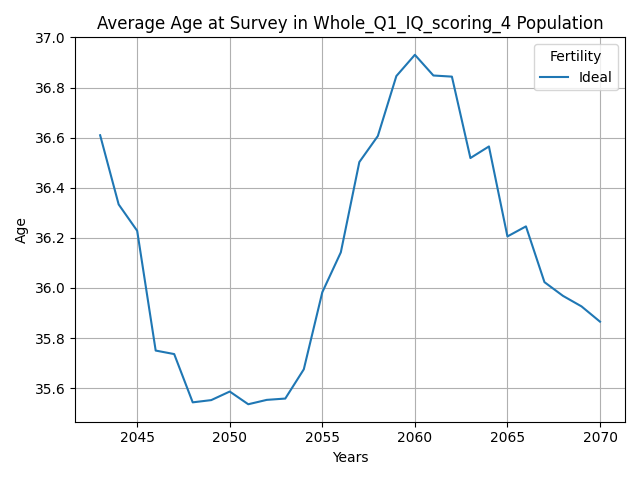 Average Age at Survey in Whole_Q1_IQ_scoring_4 Population
37.0
36.8
36.6
36.4
36.2
36.0
35.8
35.6
Age
Fertility
Ideal
2045 2050 2055 2060 2065 2070
Years